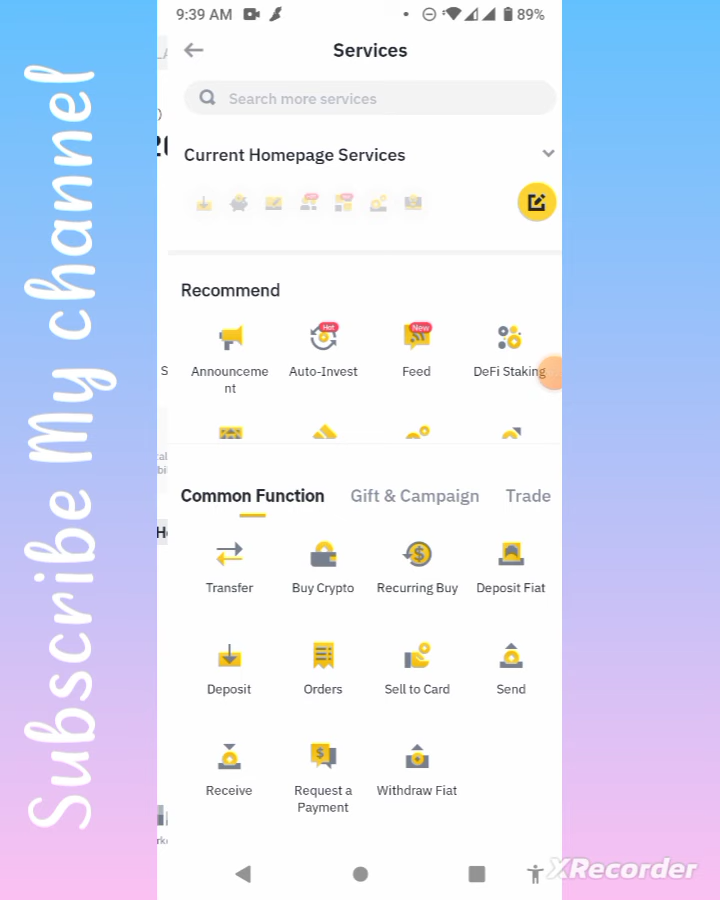 Subscribe My channel
9:39 AM
89%
Services
Search more services
Current Homepage Services
Recommend
Hot
New
Announceme
nt
Auto-Invest
Feed
DeFi Staking
Common Function
Gift & Campaign
Trade
Transfer
Buy Crypto
Recurring Buy
Deposit Fiat
Deposit
Orders
Sell to Card
Send
Receive
Request a
Payment
Withdraw Fiat
XRecorder